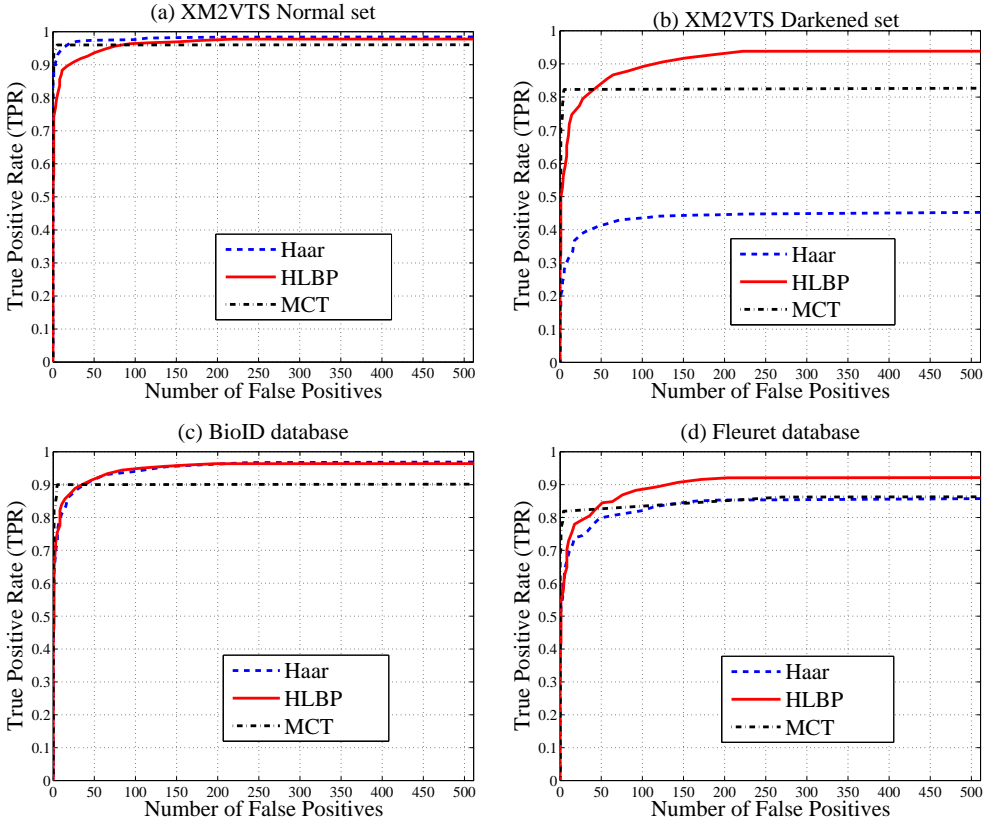 (a) XM2VTS Normal set
True Positive Rate (TPR)
1
0.9
0.8
0.7
0.6
0.5
0.4
0.3
0.2
0.1
0
Haar
HLBP
MCT
0 50 100 150 200 250 300 350 400 450 500
Number of False Positives
(b) XM2VTS Darkened set
True Positive Rate (TPR)
1
0.9
0.8
0.7
0.6
0.5
0.4
0.3
0.2
0.1
0
Haar
HLBP
MCT
0 50 100 150 200 250 300 350 400 450 500
Number of False Positives
(c) BioID database
True Positive Rate (TPR)
1
0.9
0.8
0.7
0.6
0.5
0.4
0.3
0.2
0.1
0
Haar
HLBP
MCT
0 50 100 150 200 250 300 350 400 450 500
Number of False Positives
(d) Fleuret database
True Positive Rate (TPR)
1
0.9
0.8
0.7
0.6
0.5
0.4
0.3
0.2
0.1
0
Haar
HLBP
MCT
0 50 100 150 200 250 300 350 400 450 500
Number of False Positives